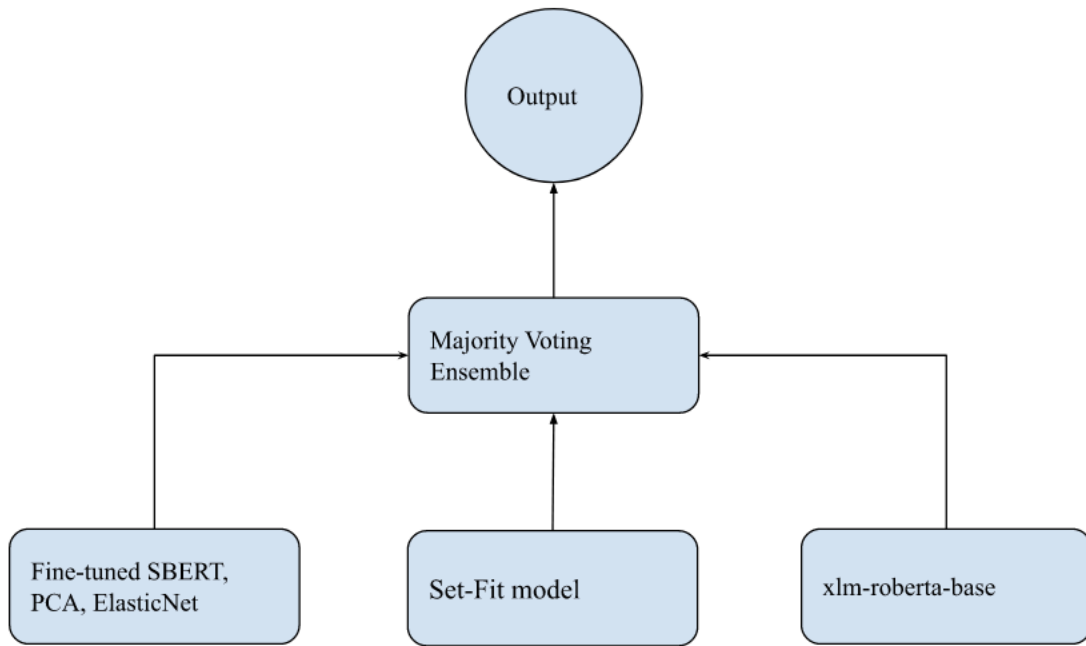 Output
Majority Voting
Ensemble
Fine-tuned SBERT,
PCA, ElasticNet
Set-Fit model
xlm-roberta-base